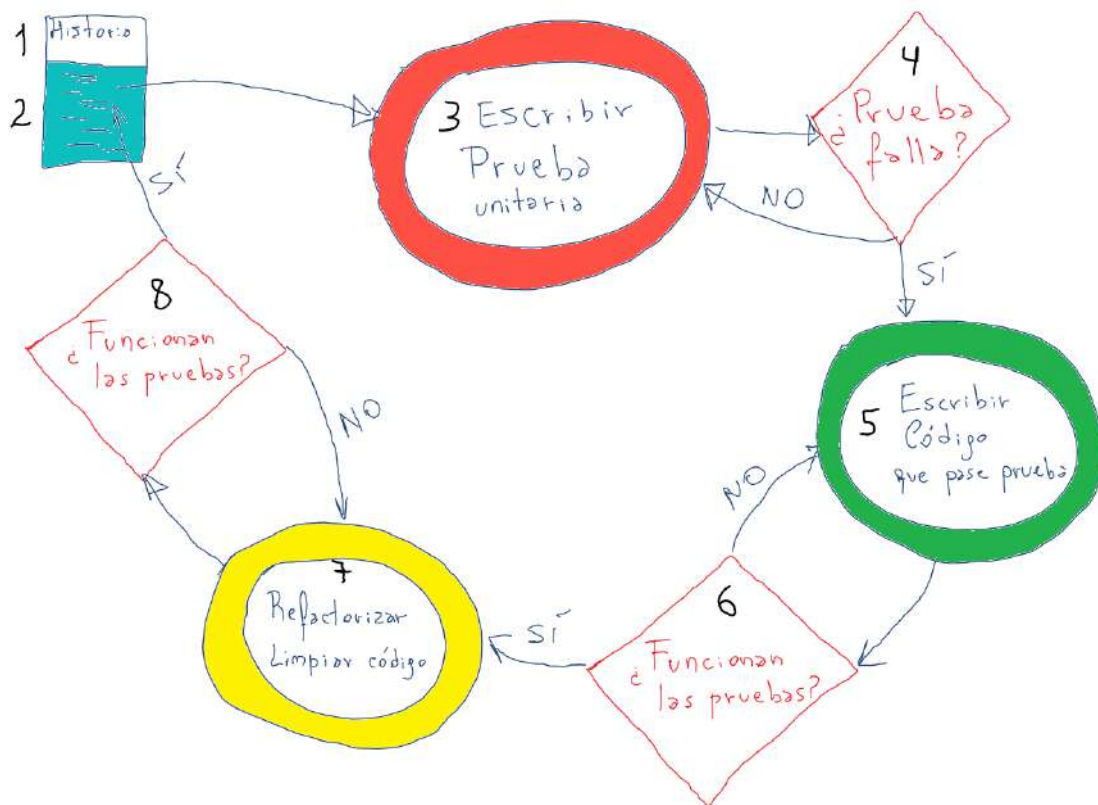 1 Historia
2
3 Escribir
Prueba
unitaria
4
¿Prueba
falla?
NO
SÍ
5 Escribir
Código
que pase prueba
NO
6
¿Funcionan
las pruebas?
SÍ
7
Refactorizar
Limpiar código
NO
8
¿Funcionan
las pruebas?
SÍ